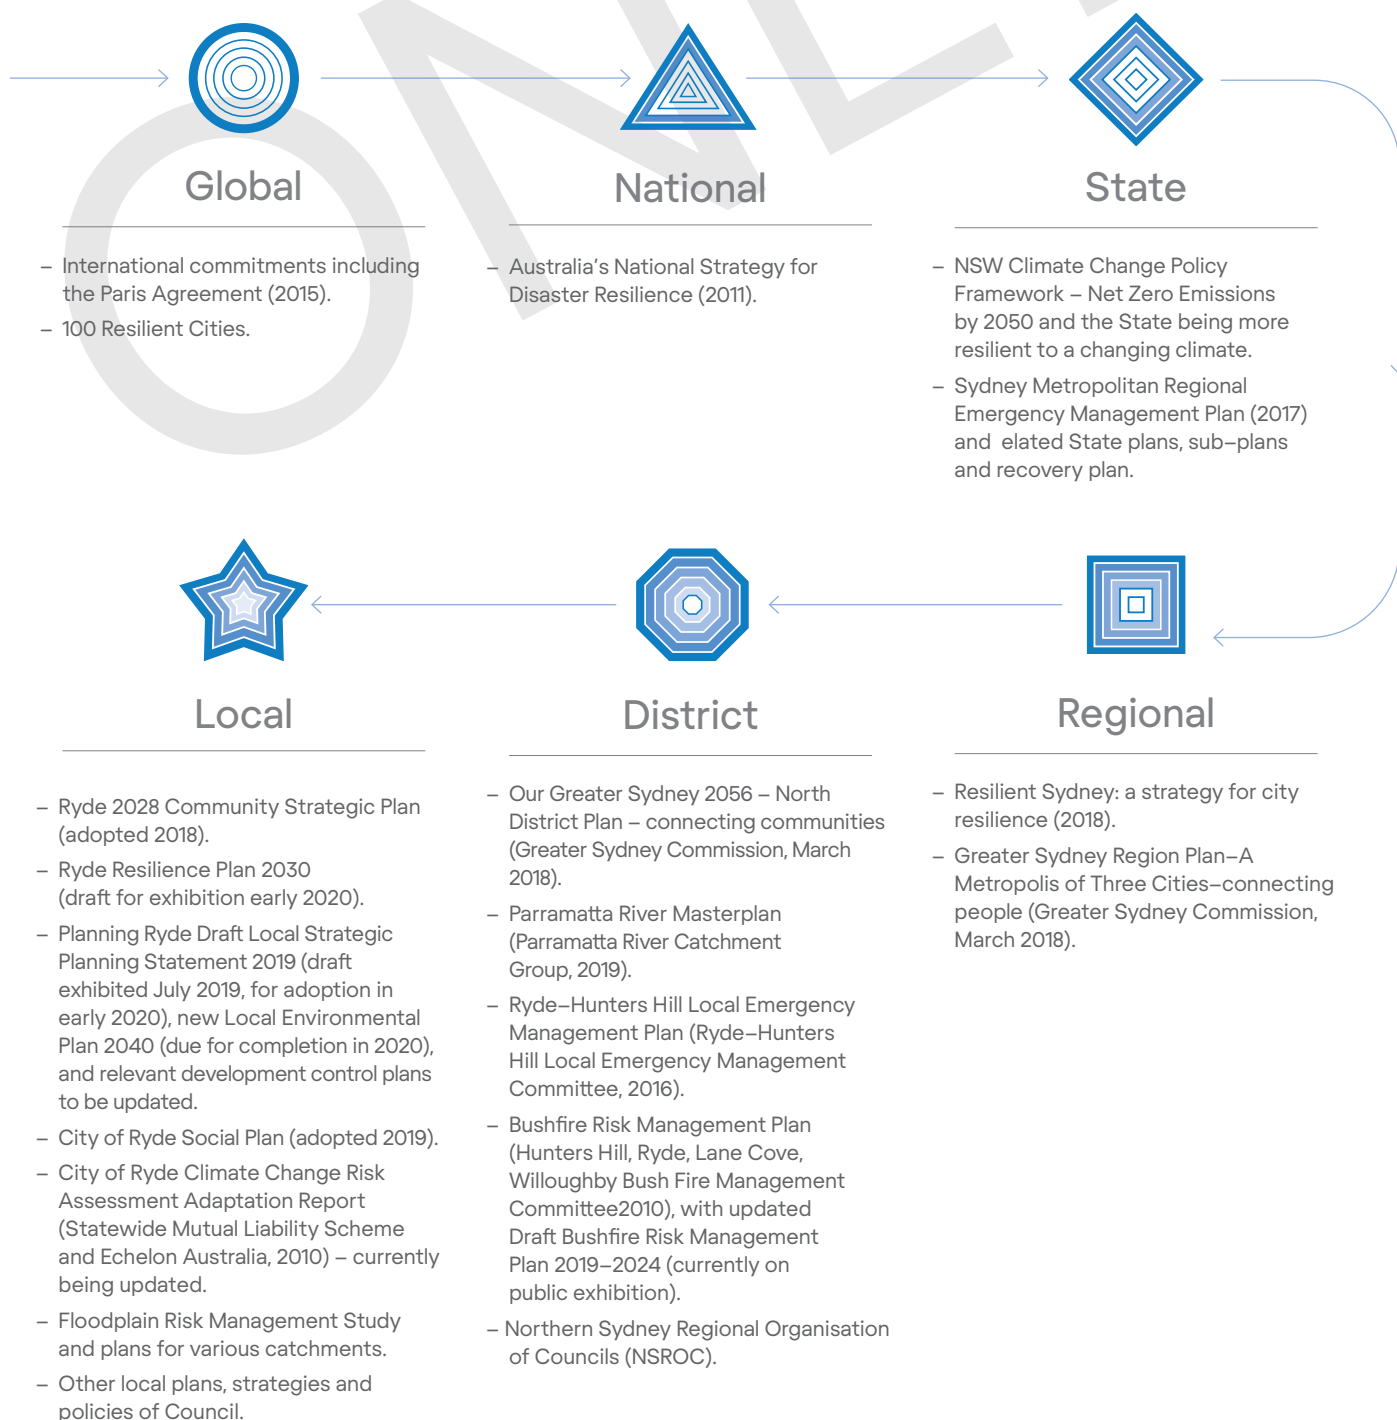 Global
– International commitments including
the Paris Agreement (2015).
– 100 Resilient Cities.
National
– Australia's National Strategy for
Disaster Resilience (2011).
State
– NSW Climate Change Policy
Framework – Net Zero Emissions
by 2050 and the State being more
resilient to a changing climate.
– Sydney Metropolitan Regional
Emergency Management Plan (2017)
and elated State plans, sub–plans
and recovery plan.
Local
– Ryde 2028 Community Strategic Plan
(adopted 2018).
– Ryde Resilience Plan 2030
(draft for exhibition early 2020).
– Planning Ryde Draft Local Strategic
Planning Statement 2019 (draft
exhibited July 2019, for adoption in
early 2020), new Local Environmental
Plan 2040 (due for completion in 2020),
and relevant development control plans
to be updated.
– City of Ryde Social Plan (adopted 2019).
– City of Ryde Climate Change Risk
Assessment Adaptation Report
(Statewide Mutual Liability Scheme
and Echelon Australia, 2010) – currently
being updated.
– Floodplain Risk Management Study
and plans for various catchments.
– Other local plans, strategies and
policies of Council.
District
– Our Greater Sydney 2056 – North
District Plan – connecting communities
(Greater Sydney Commission, March
2018).
– Parramatta River Masterplan
(Parramatta River Catchment
Group, 2019).
– Ryde–Hunters Hill Local Emergency
Management Plan (Ryde–Hunters
Hill Local Emergency Management
Committee, 2016).
– Bushfire Risk Management Plan
(Hunters Hill, Ryde, Lane Cove,
Willoughby Bush Fire Management
Committee2010), with updated
Draft Bushfire Risk Management
Plan 2019–2024 (currently on
public exhibition).
– Northern Sydney Regional Organisation
of Councils (NSROC).
Regional
– Resilient Sydney: a strategy for city
resilience (2018).
– Greater Sydney Region Plan–A
Metropolis of Three Cities–connecting
people (Greater Sydney Commission,
March 2018).